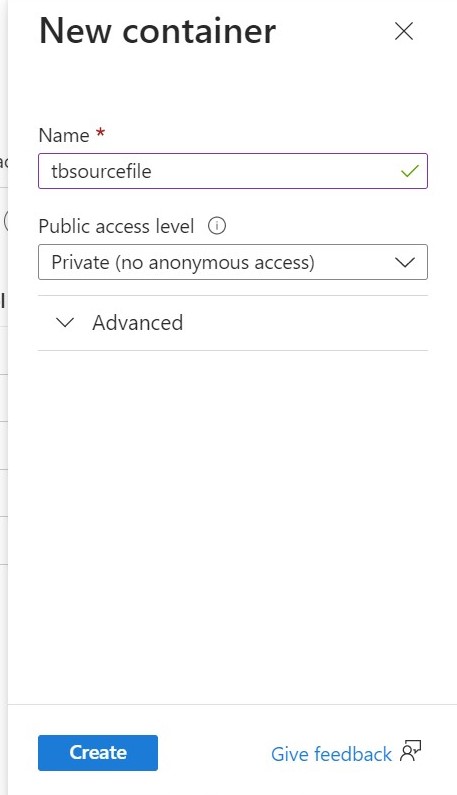 New container
Name *
tbsourcefile
Public access level
Private (no anonymous access)
Advanced
Create
Give feedback